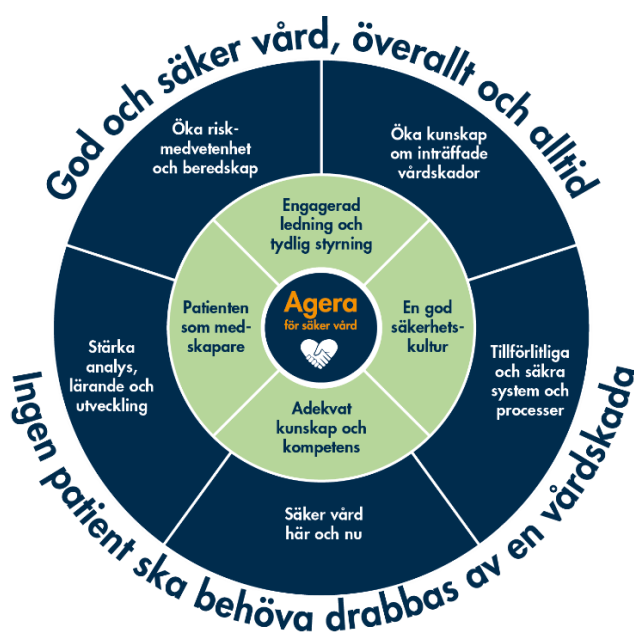 God och säker vård, överallt och alltid
Öka risk-
medvetenhet
och beredskap
Öka kunskap
om inträffade
vårdskador
Engagerad
ledning och
tydlig styrning
Patienten
som med-
skapare
Agera
för säker vård
En god
säkerhets-
kultur
Stärka
analys,
lärande och
utveckling
Tillförlitliga
och säkra
system och
processer
Adekvat
kunskap och
kompetens
Säker vård
här och nu
Ingen patient ska behöva drabbas av en vårdskada